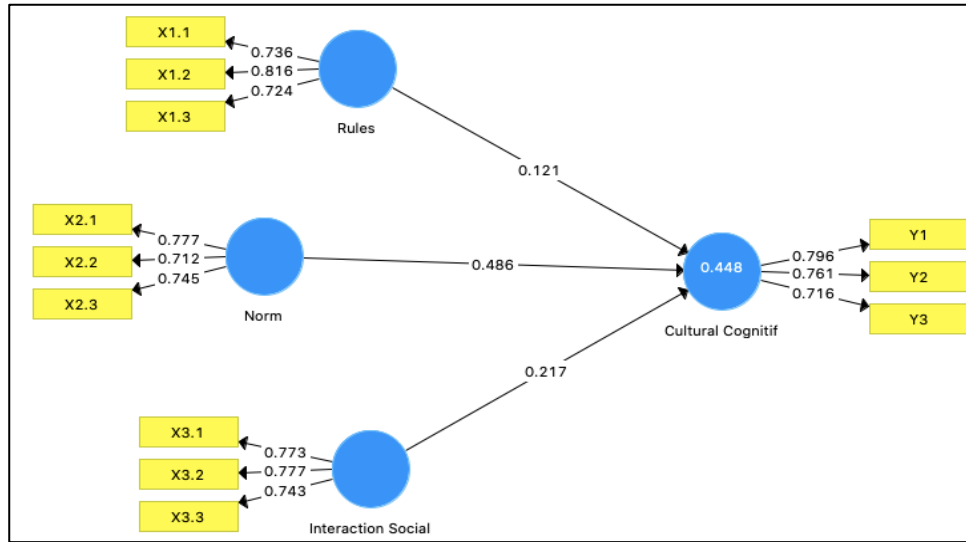 X1.1
X1.2
X1.3
0.736
0.816
0.724
Rules
0.121
X2.1
X2.2
X2.3
0.777
0.712
0.745
Norm
0.486
X3.1
X3.2
X3.3
0.773
0.777
0.743
Interaction Social
0.217
0.448
Cultural Cognitif
0.796
0.761
0.716
Y1
Y2
Y3